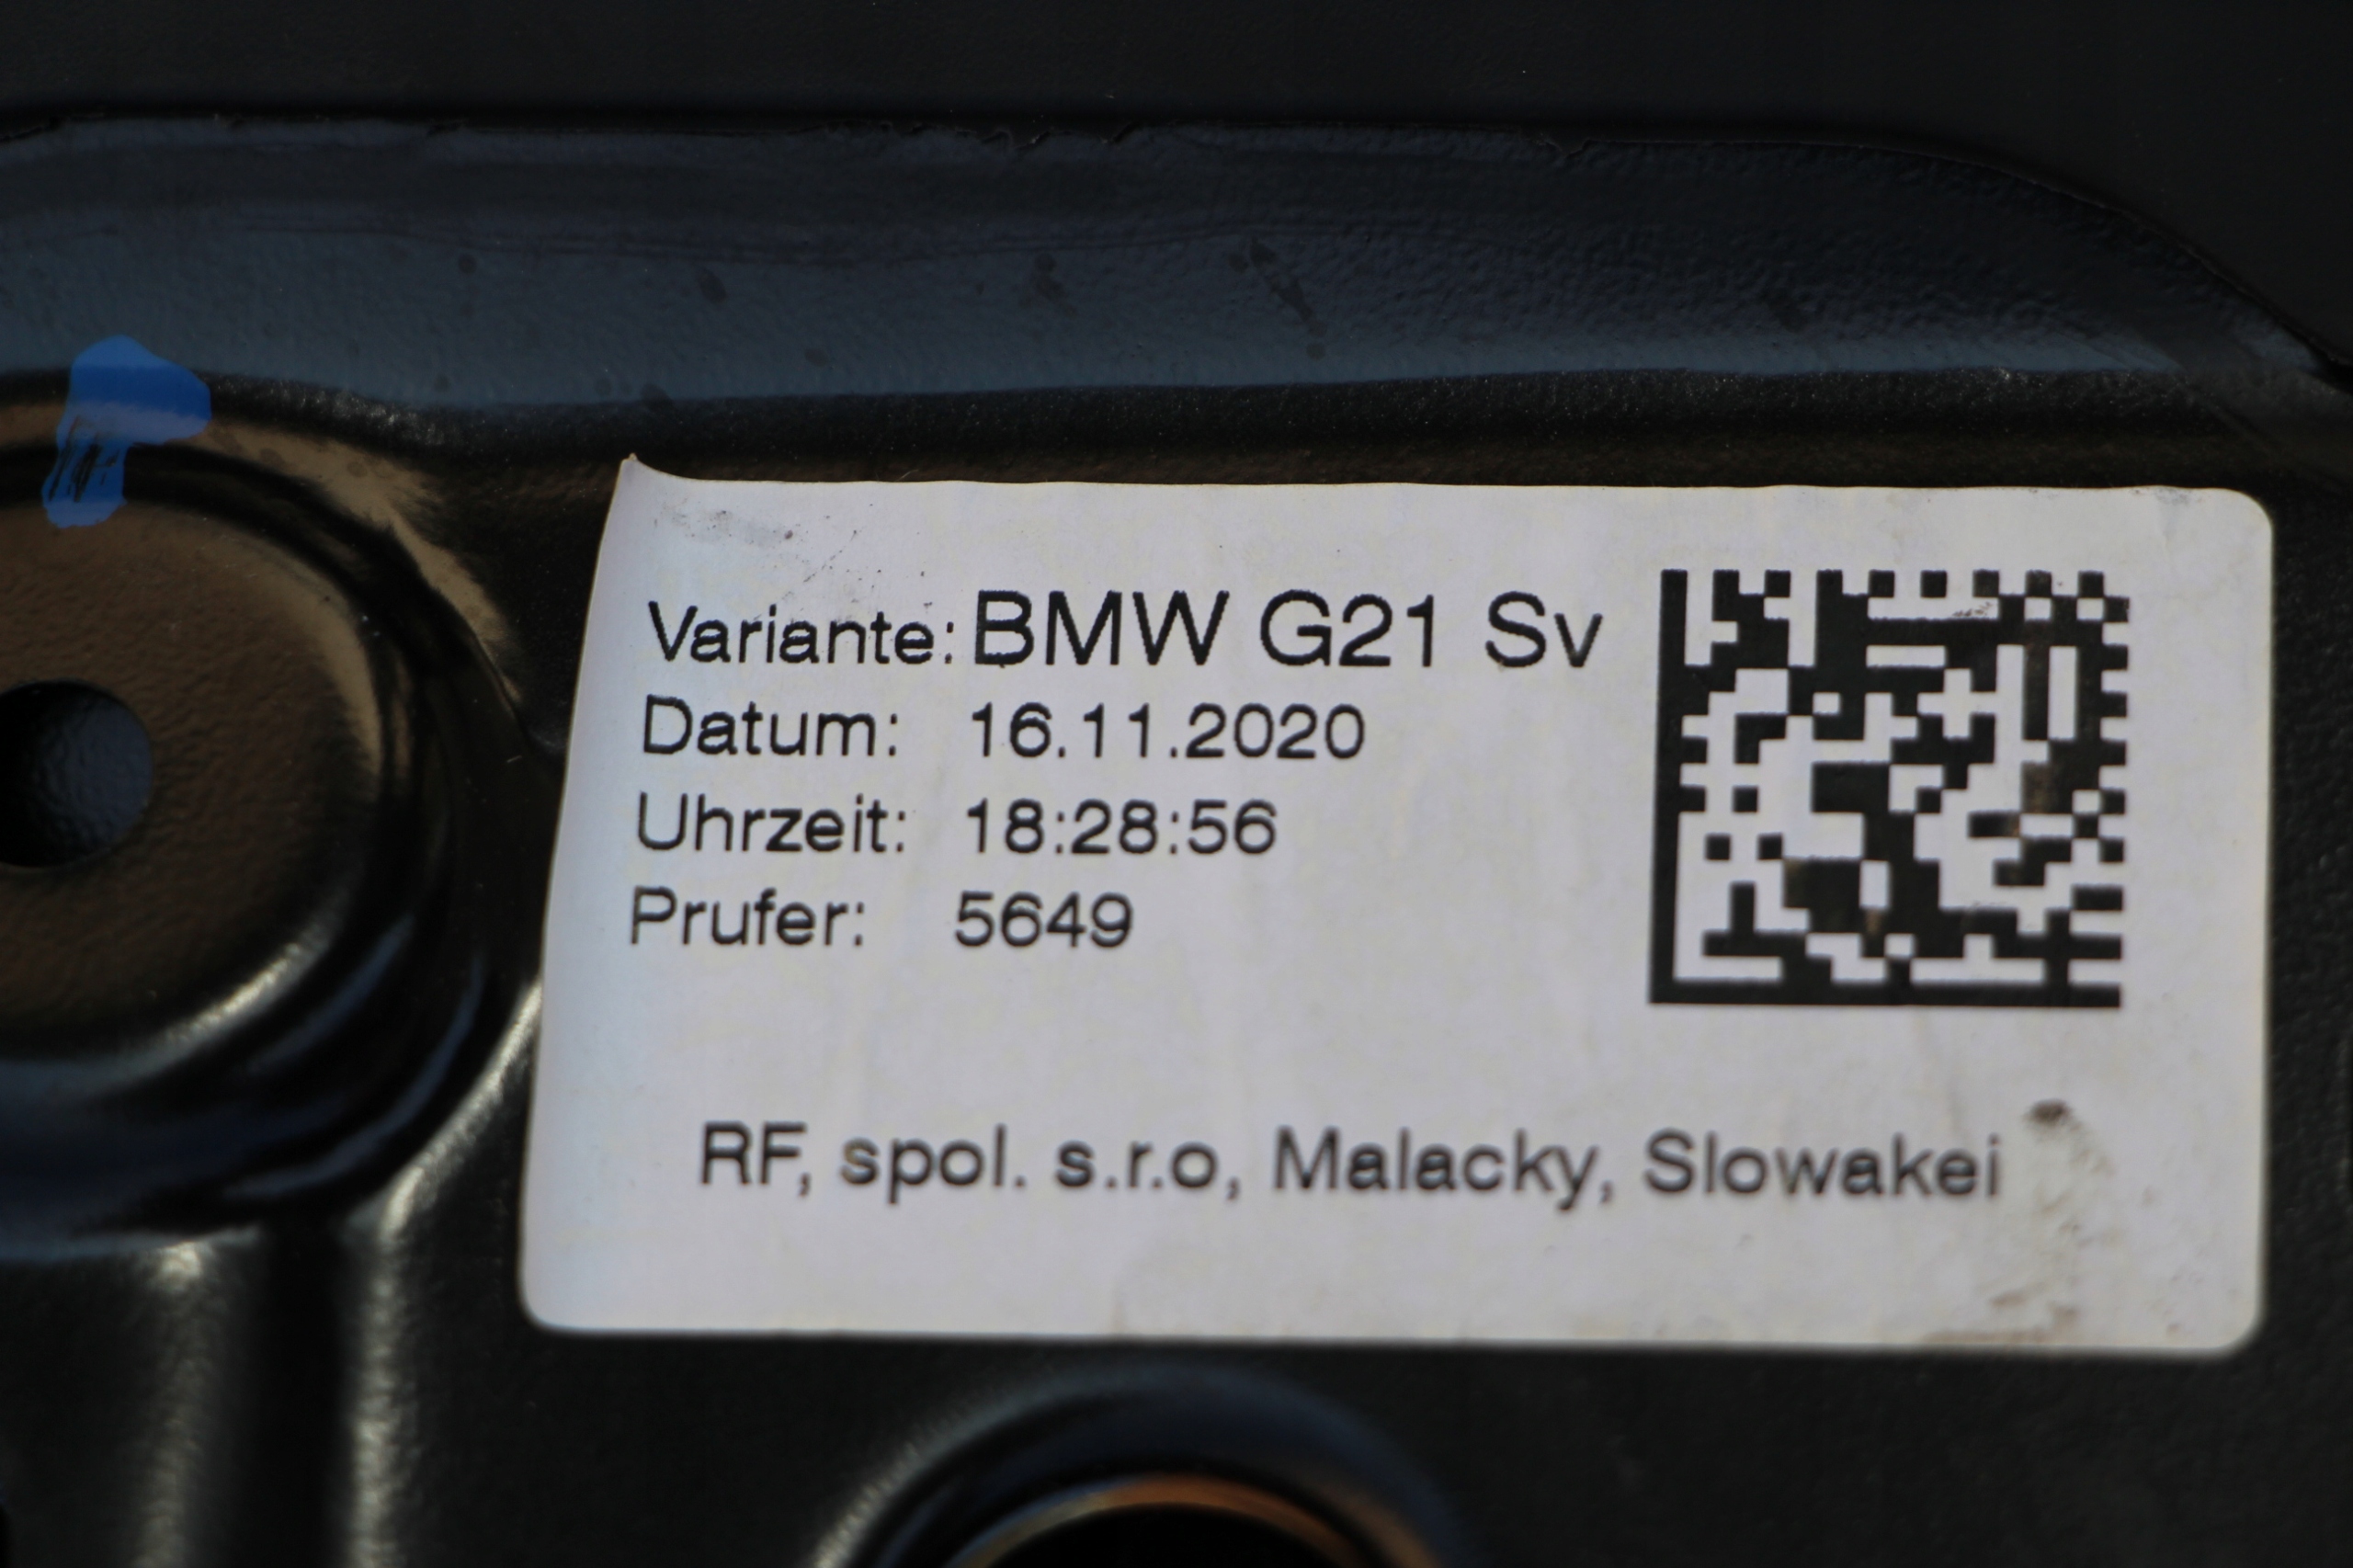 Variante: BMW G21 Sv
Datum: 16.11.2020
Uhrzeit: 18:28:56
Prufer: 5649
RF, spol. s.r.o, Malacky, Slowakei